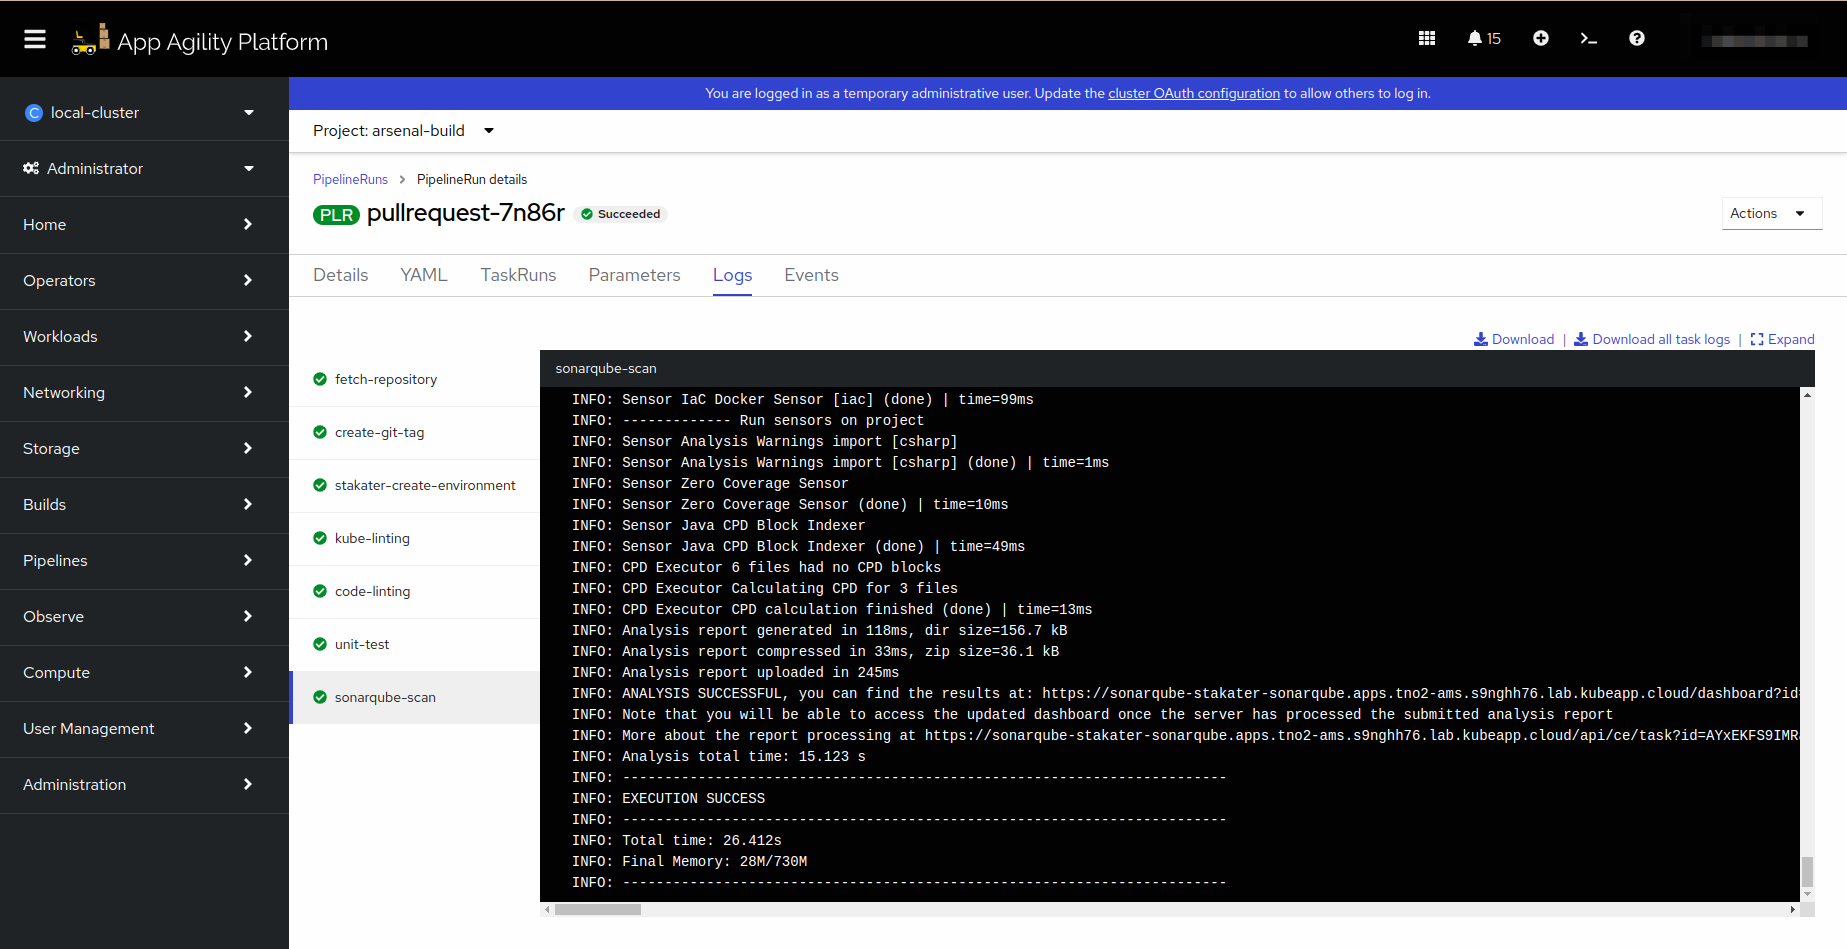 App Agility Platform
15
You are logged in as a temporary administrative user. Update the cluster OAuth configuration to allow others to log in.
C local-cluster
Administrator
Home
Operators
Workloads
Networking
Storage
Builds
Pipelines
Observe
Compute
User Management
Administration
Project: arsenal-build
PipelineRuns > PipelineRun details
PLR pullrequest-7n86r Succeeded
Actions
Details YAML TaskRuns Parameters Logs Events
Download | Download all task logs | Expand
fetch-repository
create-git-tag
stakater-create-environment
kube-linting
code-linting
unit-test
sonarqube-scan
sonarqube-scan
INFO: Sensor IaC Docker Sensor [iac] (done) | time=99ms
INFO: ------------- Run sensors on project
INFO: Sensor Analysis Warnings import [csharp]
INFO: Sensor Analysis Warnings import [csharp] (done) | time=1ms
INFO: Sensor Zero Coverage Sensor
INFO: Sensor Zero Coverage Sensor (done) | time=10ms
INFO: Sensor Java CPD Block Indexer
INFO: Sensor Java CPD Block Indexer (done) | time=49ms
INFO: CPD Executor 6 files had no CPD blocks
INFO: CPD Executor Calculating CPD for 3 files
INFO: CPD Executor CPD calculation finished (done) | time=13ms
INFO: Analysis report generated in 118ms, dir size=156.7 kB
INFO: Analysis report compressed in 33ms, zip size=36.1 kB
INFO: Analysis report uploaded in 245ms
INFO: ANALYSIS SUCCESSFUL, you can find the results at: https://sonarqube-stakater-sonarqube.apps.tno2-ams.s9nghh76.lab.kubeapp.cloud/dashboard?id=
INFO: Note that you will be able to access the updated dashboard once the server has processed the submitted analysis report
INFO: More about the report processing at https://sonarqube-stakater-sonarqube.apps.tno2-ams.s9nghh76.lab.kubeapp.cloud/api/ce/task?id=AYxEKFS9IMR
INFO: Analysis total time: 15.123 s
INFO: ------------------------------------------------------------------------
INFO: EXECUTION SUCCESS
INFO: ------------------------------------------------------------------------
INFO: Total time: 26.412s
INFO: Final Memory: 28M/730M
INFO: ------------------------------------------------------------------------